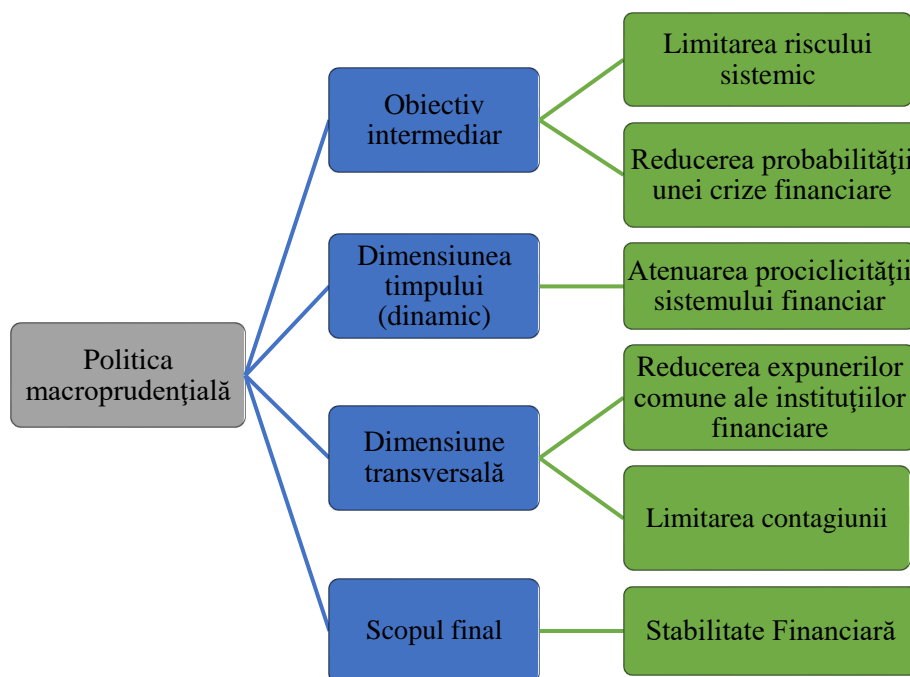 Politica
macroprudenţială
Obiectiv
intermediar
Limitarea riscului
sistemic
Reducerea probabilităţii
unei crize financiare
Dimensiunea
timpului
(dinamic)
Atenuarea prociclicităţii
sistemului financiar
Dimensiune
transversală
Reducerea expunerilor
comune ale instituţiilor
financiare
Limitarea contagiunii
Scopul final
Stabilitate Financiară